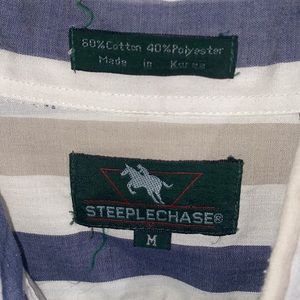 60%Cotton 40%Polyester
Made in Korea
STEEPLECHASE®
M